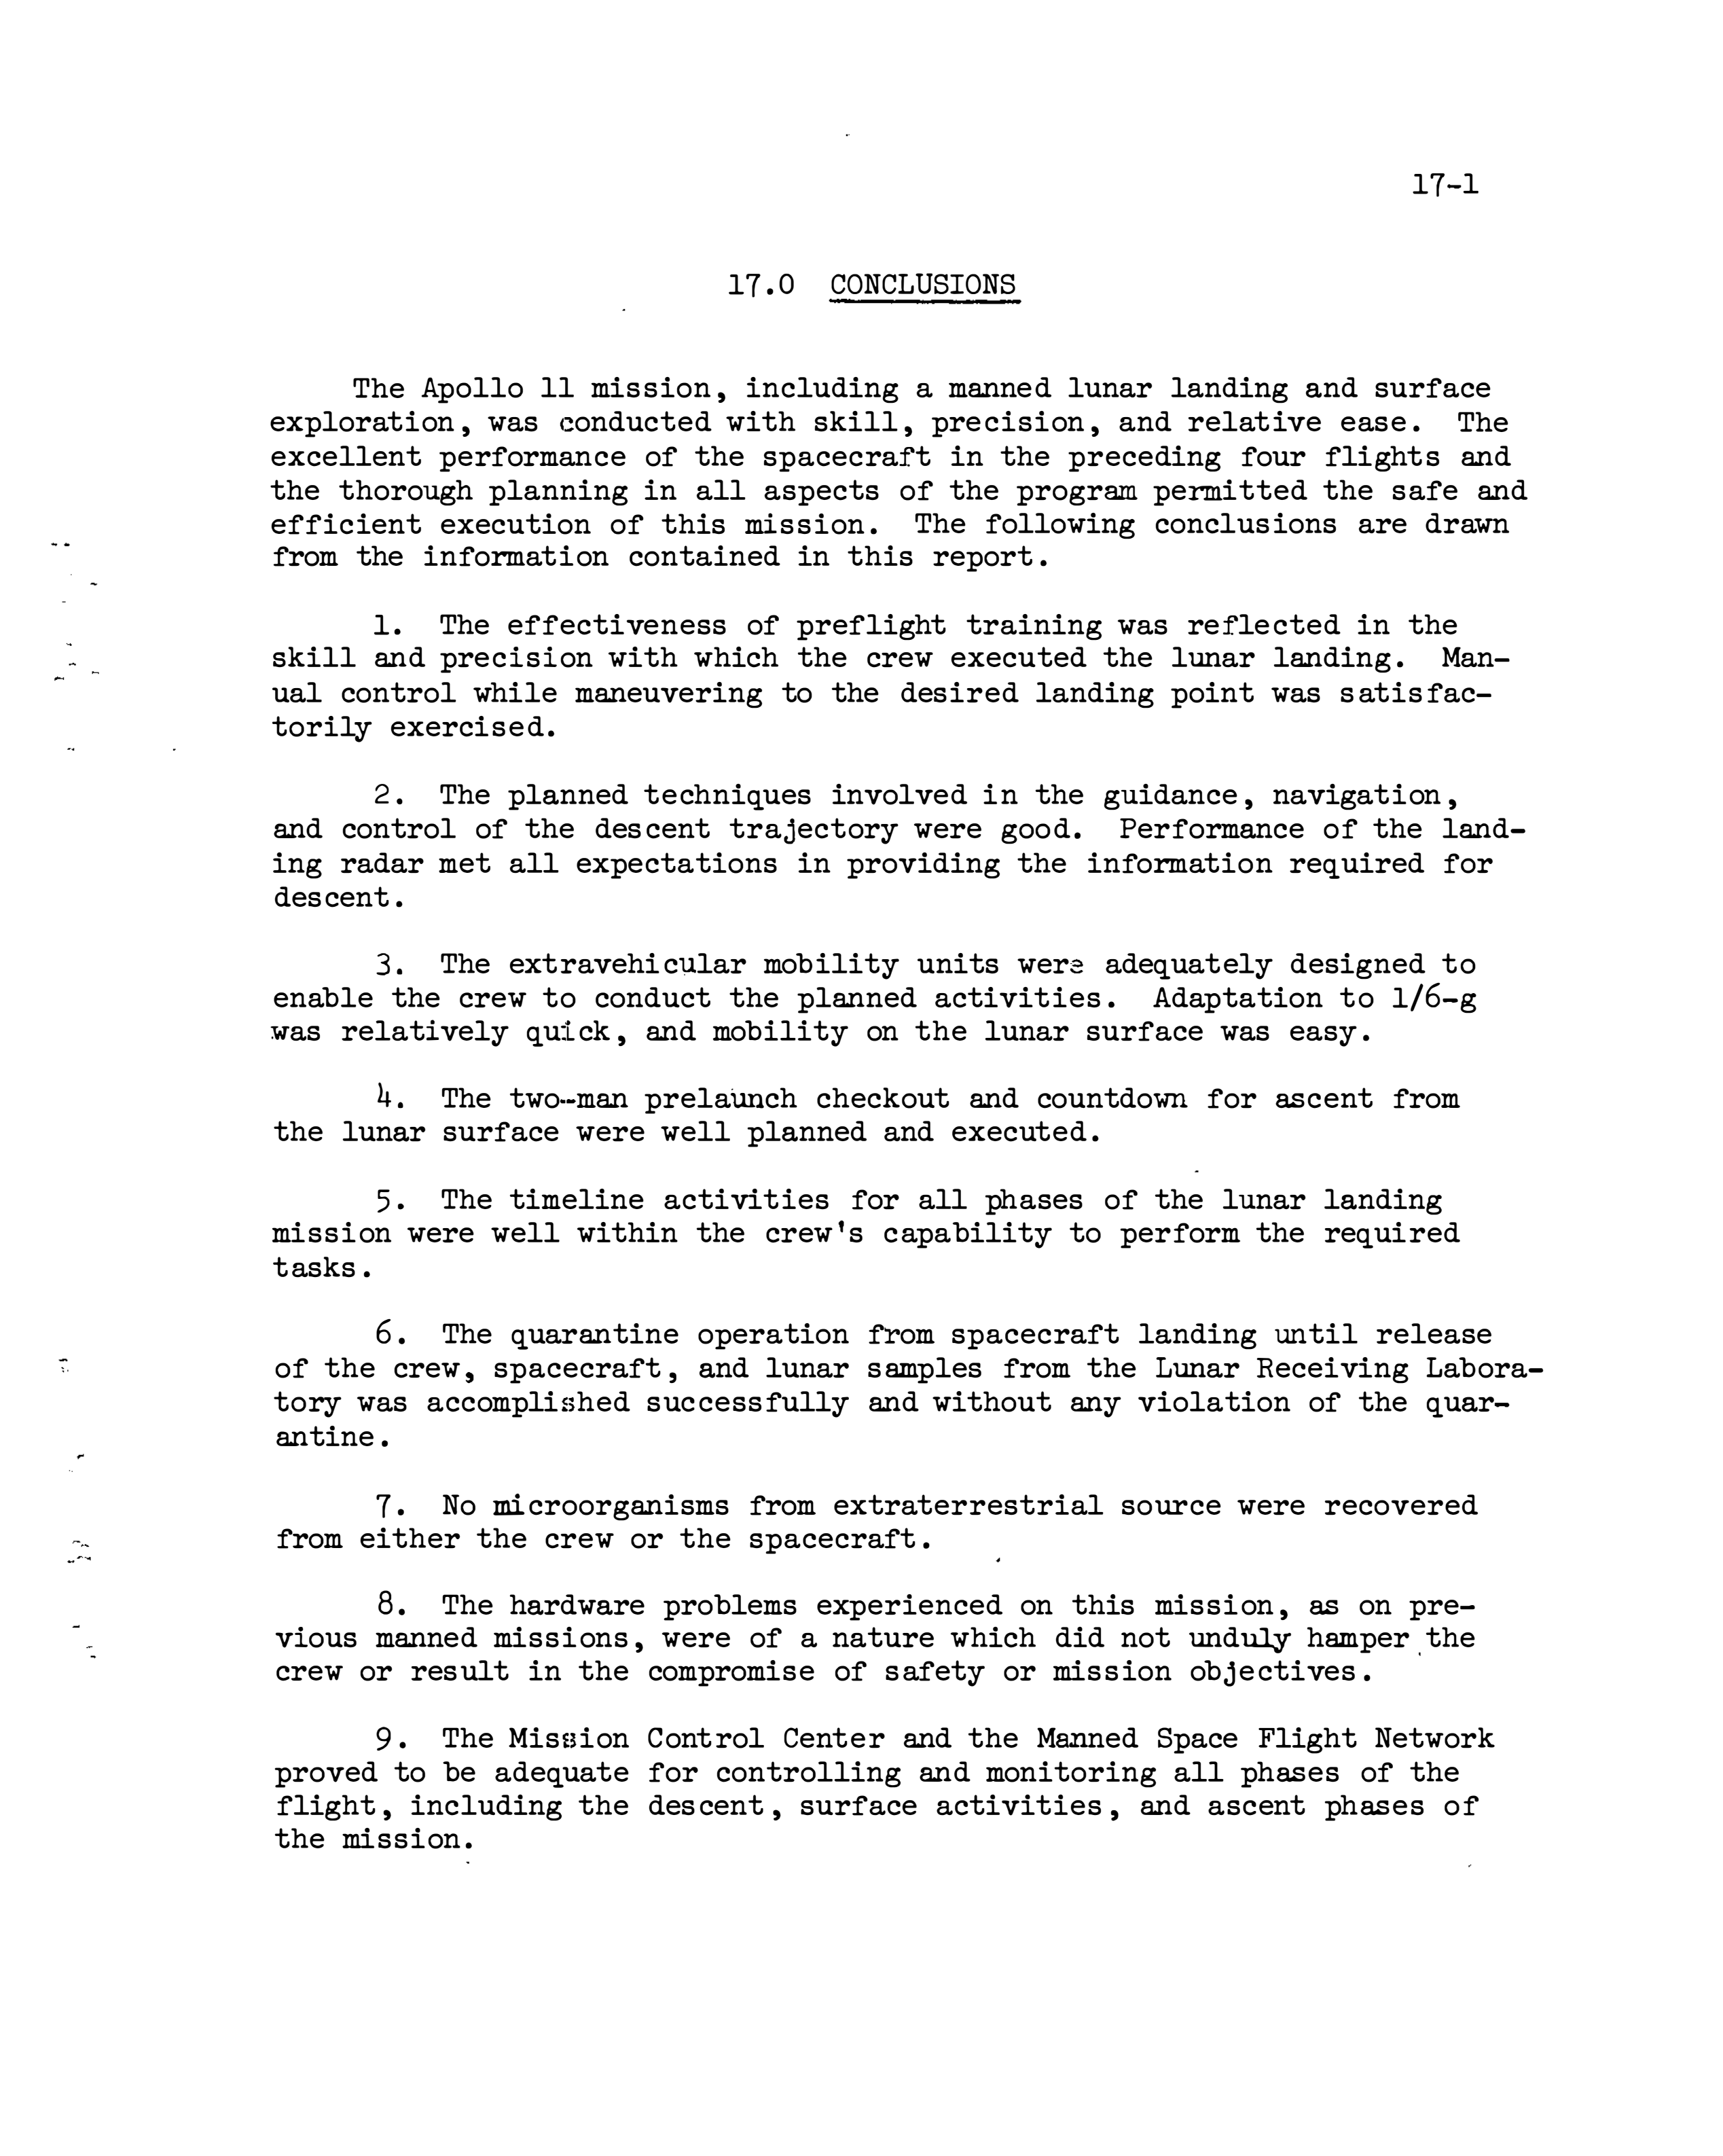 17-1
17.0 CONCLUSIONS
The Apollo 11 mission, including a manned lunar landing and surface
exploration, was conducted with skill, precision, and relative ease. The
excellent performance of the spacecraft in the preceding four flights and
the thorough planning in all aspects of the program permitted the safe and
efficient execution of this mission. The following conclusions are drawn
from the information contained in this report.
1. The effectiveness of preflight training was reflected in the
skill and precision with which the crew executed the lunar landing. Man-
ual control while maneuvering to the desired landing point was satisfac-
torily exercised.
2. The planned techniques involved in the guidance, navigation,
and control of the descent trajectory were good. Performance of the land-
ing radar met all expectations in providing the information required for
descent.
3. The extravehicular mobility units were adequately designed to
enable the crew to conduct the planned activities. Adaptation to 1/6-g
was relatively quick, and mobility on the lunar surface was easy.
4. The two-man prelaunch checkout and countdown for ascent from
the lunar surface were well planned and executed.
5. The timeline activities for all phases of the lunar landing
mission were well within the crew's capability to perform the required
tasks.
6. The quarantine operation from spacecraft landing until release
of the crew, spacecraft, and lunar samples from the Lunar Receiving Labora-
tory was accomplished successfully and without any violation of the quar-
antine.
7. No microorganisms from extraterrestrial source were recovered
from either the crew or the spacecraft.
8. The hardware problems experienced on this mission, as on pre-
vious manned missions, were of a nature which did not unduly hamper the
crew or result in the compromise of safety or mission objectives.
9. The Mission Control Center and the Manned Space Flight Network
proved to be adequate for controlling and monitoring all phases of the
flight, including the descent, surface activities, and ascent phases of
the mission.